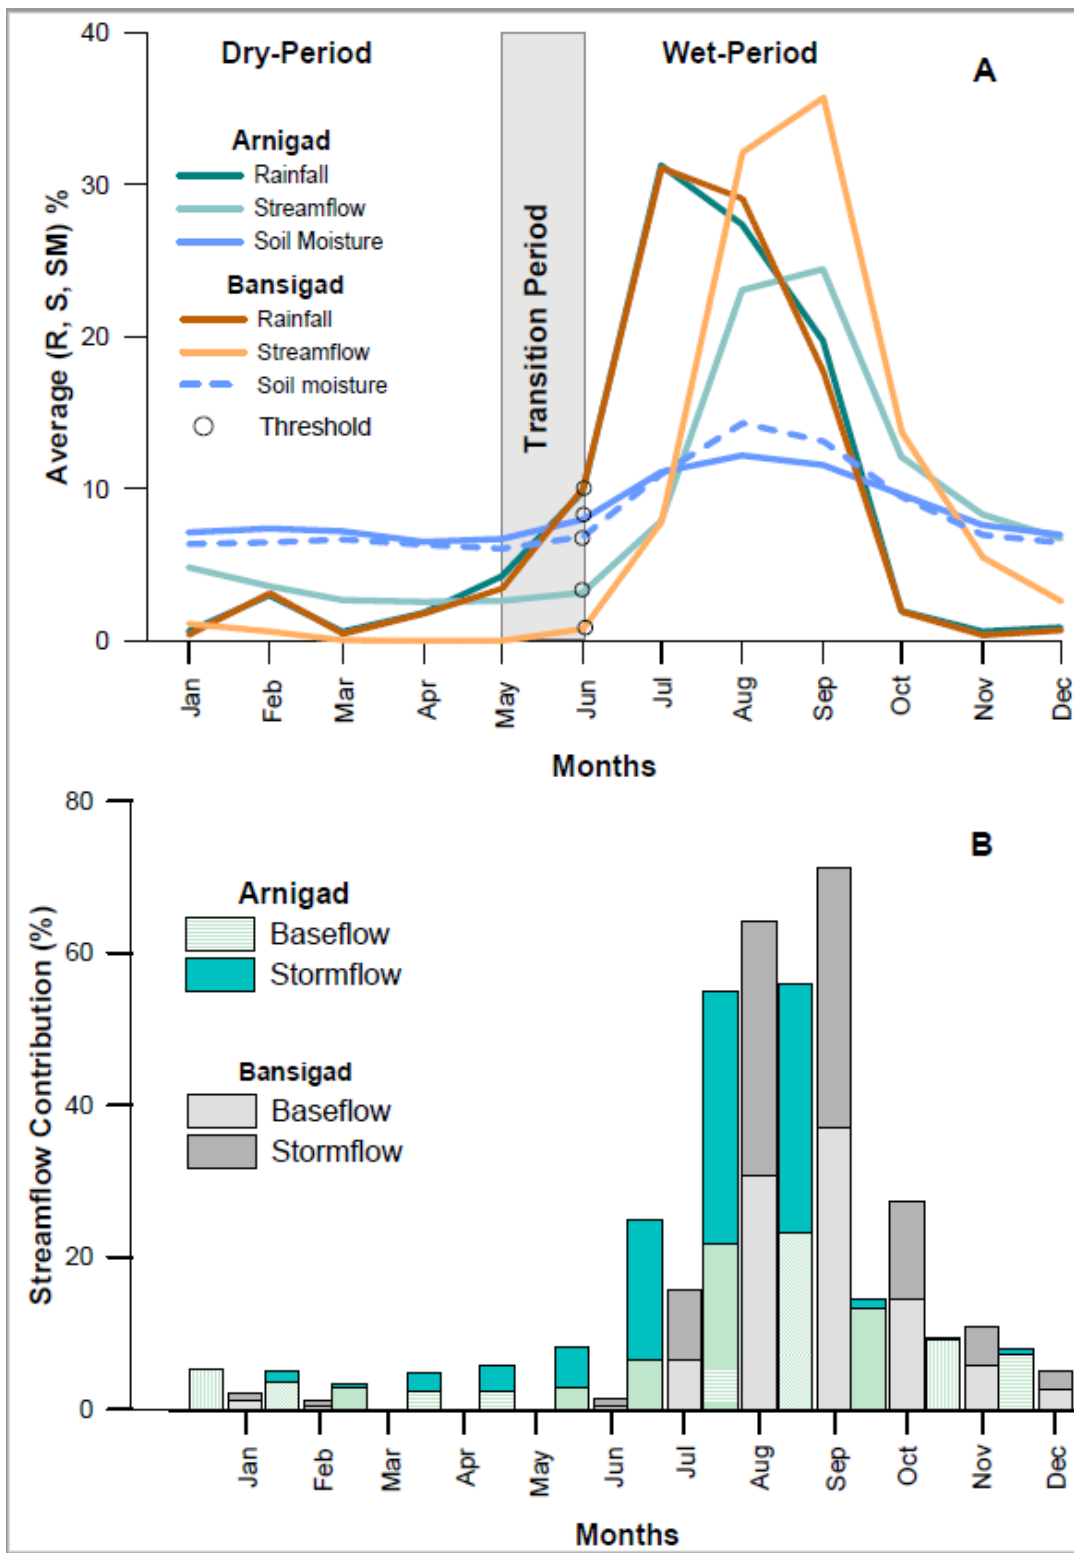 40
Dry-Period
Wet-Period
A
Arnigad
Rainfall
Streamflow
Soil Moisture
Bansigad
Rainfall
Streamflow
Soil moisture
Threshold
Transition Period
30
20
10
0
Average (R, S, SM) %
Jan
Feb
Mar
Apr
May
Jun
Jul
Aug
Sep
Oct
Nov
Dec
Months
80
B
Arnigad
Baseflow
Stormflow
Bansigad
Baseflow
Stormflow
60
40
20
0
Streamflow Contribution (%)
Jan
Feb
Mar
Apr
May
Jun
Jul
Aug
Sep
Oct
Nov
Dec
Months